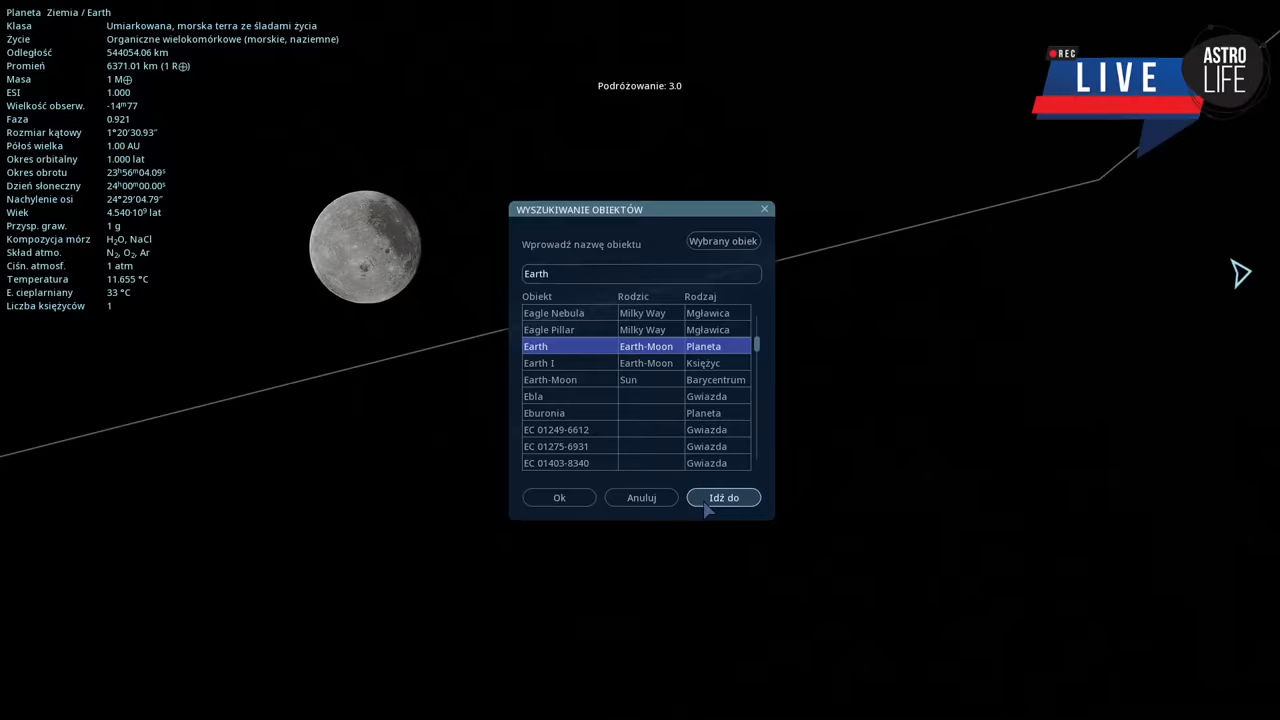 Planeta Ziemia / Earth
Klasa Umiarkowana, morska terra ze śladami życia
Życie Organiczne wielokomórkowe (morskie, naziemne)
Odległość 544054.06 km
Promień 6371.01 km (1 R⊕)
Masa 1 M⊕
ESI 1.000
Wielkość obserw. -14ᵐ77
Faza 0.921
Rozmiar kątowy 1°20′30.93″
Półoś wielka 1.00 AU
Okres orbitalny 1.000 lat
Okres obrotu 23ʰ56ᵐ04.09ˢ
Dzień słoneczny 24ʰ00ᵐ00.00ˢ
Nachylenie osi 24°29′04.79″
Wiek 4.540·10⁹ lat
Przysp. graw. 1 g
Kompozycja mórz H₂O, NaCl
Skład atmo. N₂, O₂, Ar
Ciśn. atmosf. 1 atm
Temperatura 11.655 °C
E. cieplarniany 33 °C
Liczba księżyców 1
Podróżowanie: 3.0
REC
LIVE
ASTRO
LIFE
WYSZUKIWANIE OBIEKTÓW
Wprowadź nazwę obiektu Wybrany obiek
Earth
Obiekt Rodzic Rodzaj
Eagle Nebula Milky Way Mgławica
Eagle Pillar Milky Way Mgławica
Earth Earth-Moon Planeta
Earth I Earth-Moon Księżyc
Earth-Moon Sun Barycentrum
Ebla Gwiazda
Eburonia Planeta
EC 01249-6612 Gwiazda
EC 01275-6931 Gwiazda
EC 01403-8340 Gwiazda
Ok Anuluj Idź do